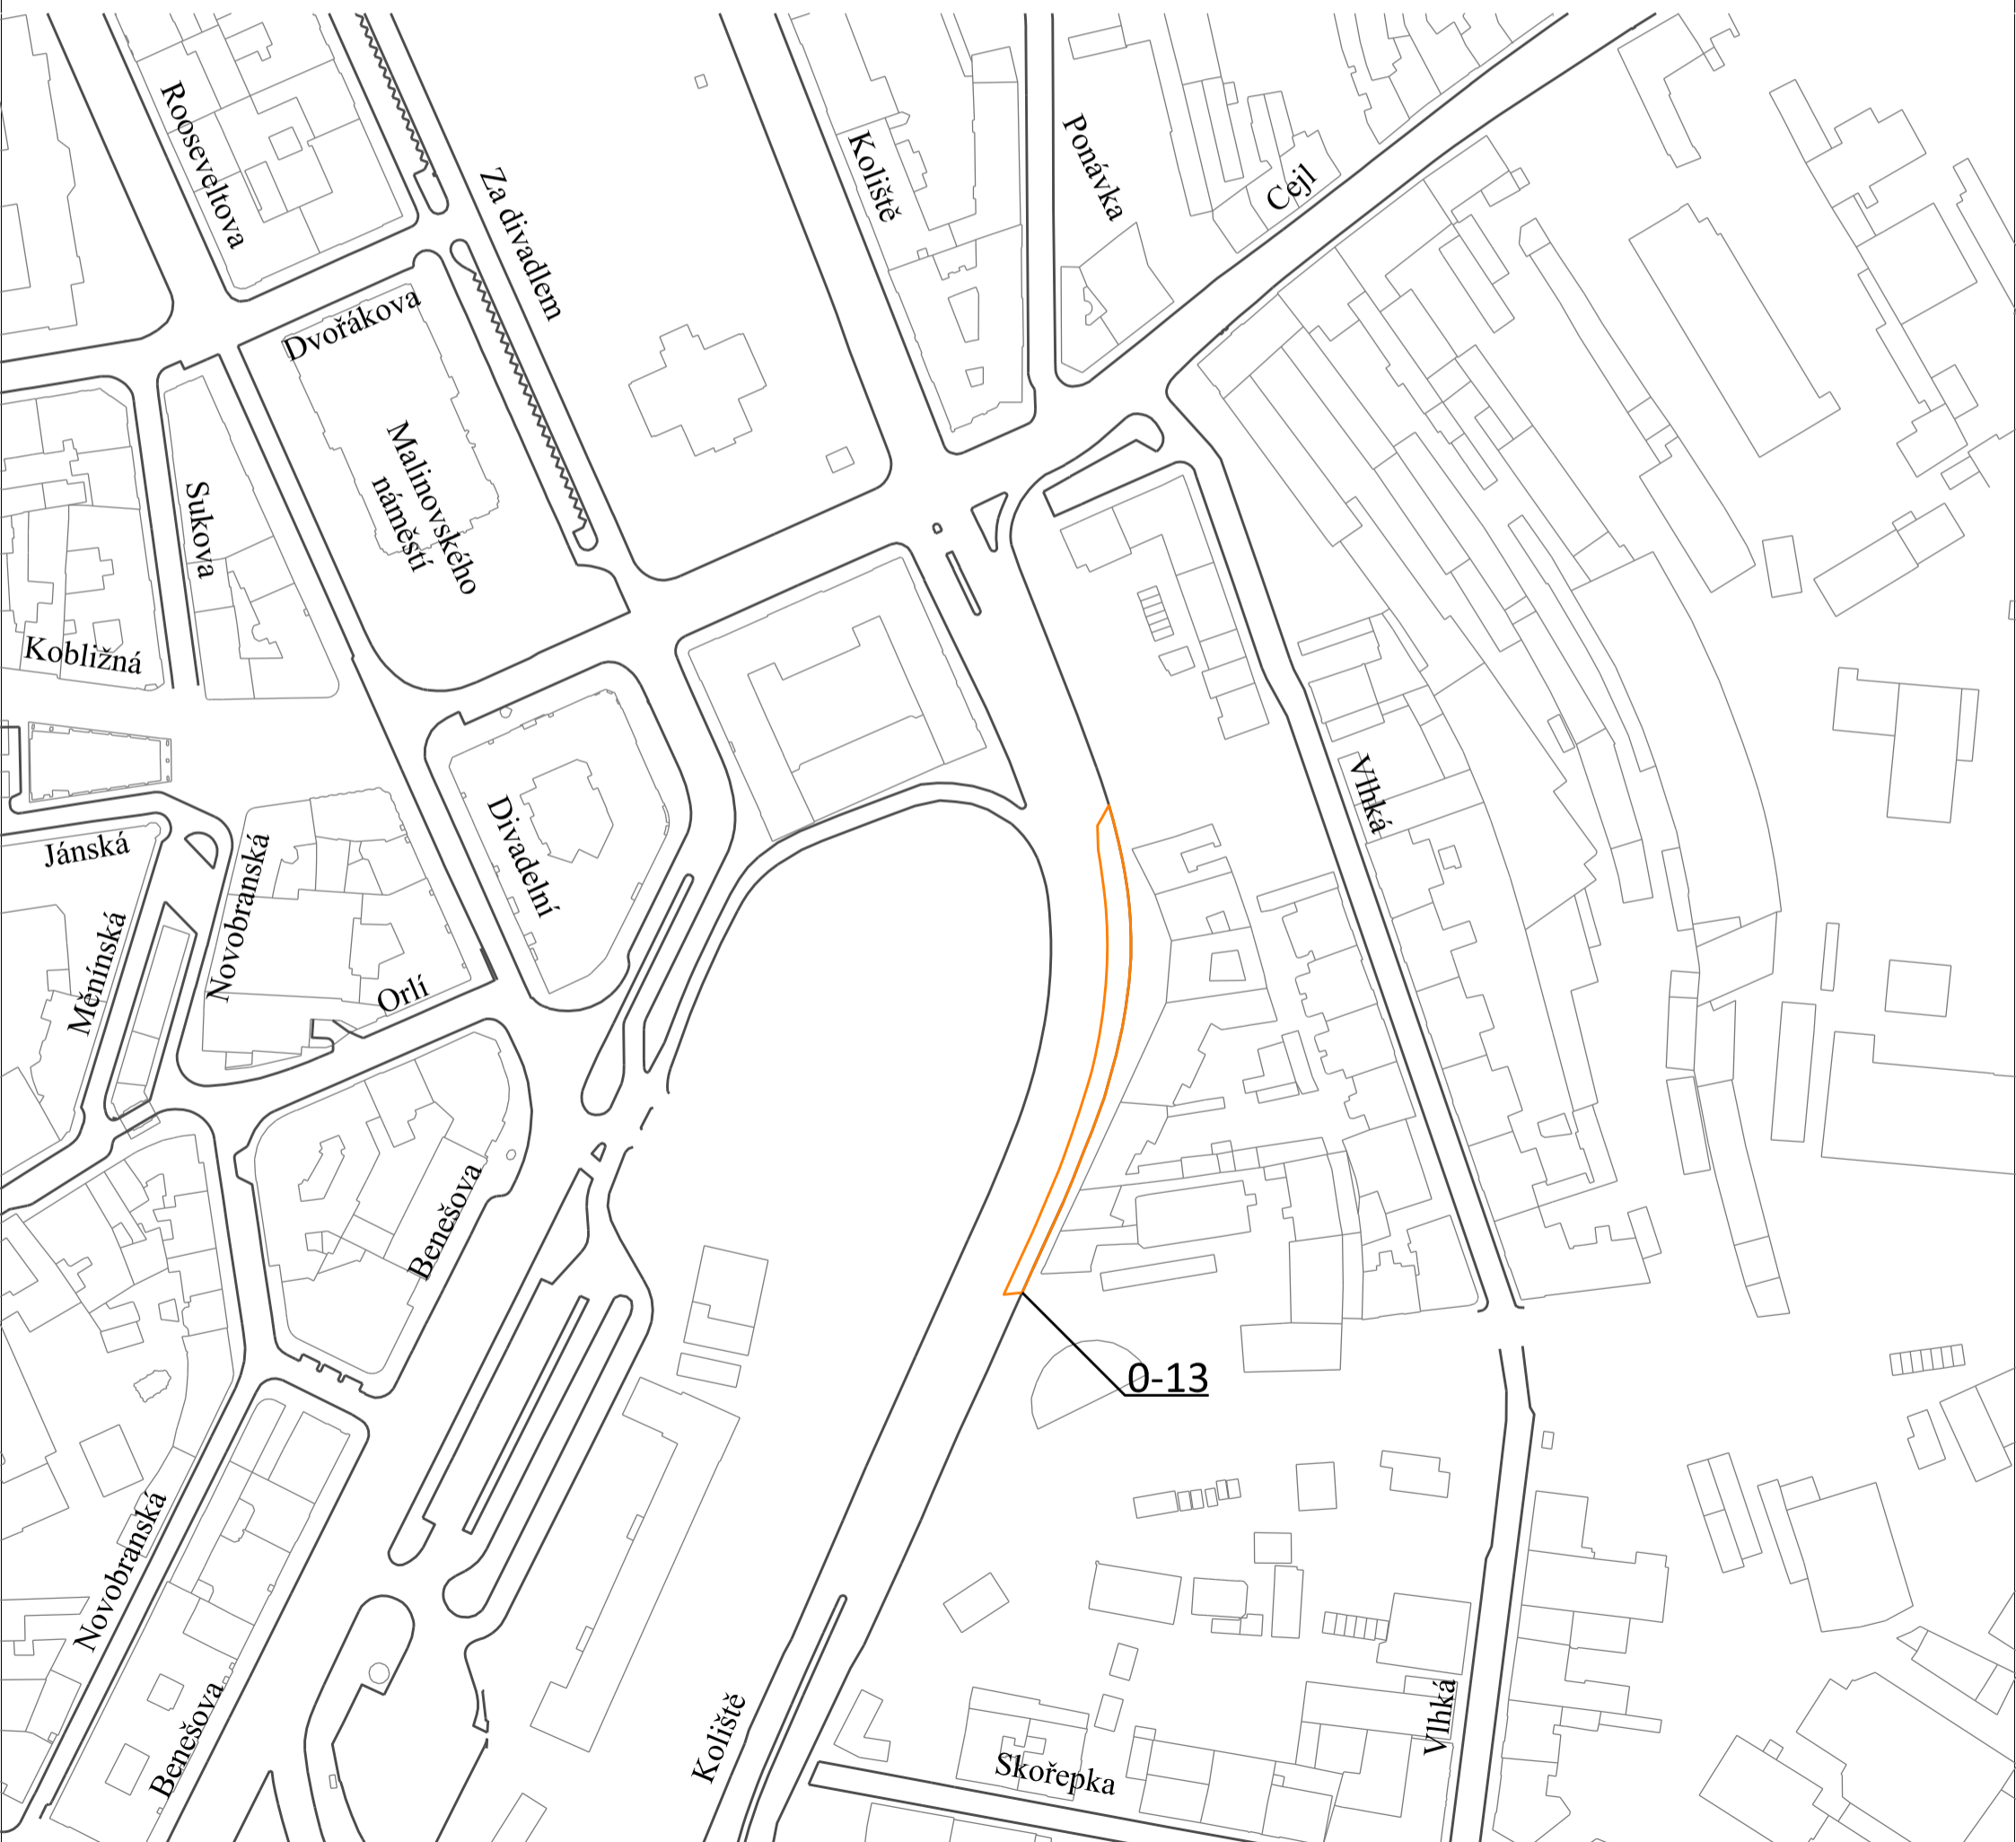 Rooseveltova
Za divadlem
Koliště
Ponávka
Cejl
Dvořákova
Malinovského
náměstí
Sukova
Kobližná
Vlhká
Divadelní
Jánská
Novobranská
Měnínská
Orlí
Benešova
0-13
Novobranská
Benešova
Koliště
Skořepka
Vlhká